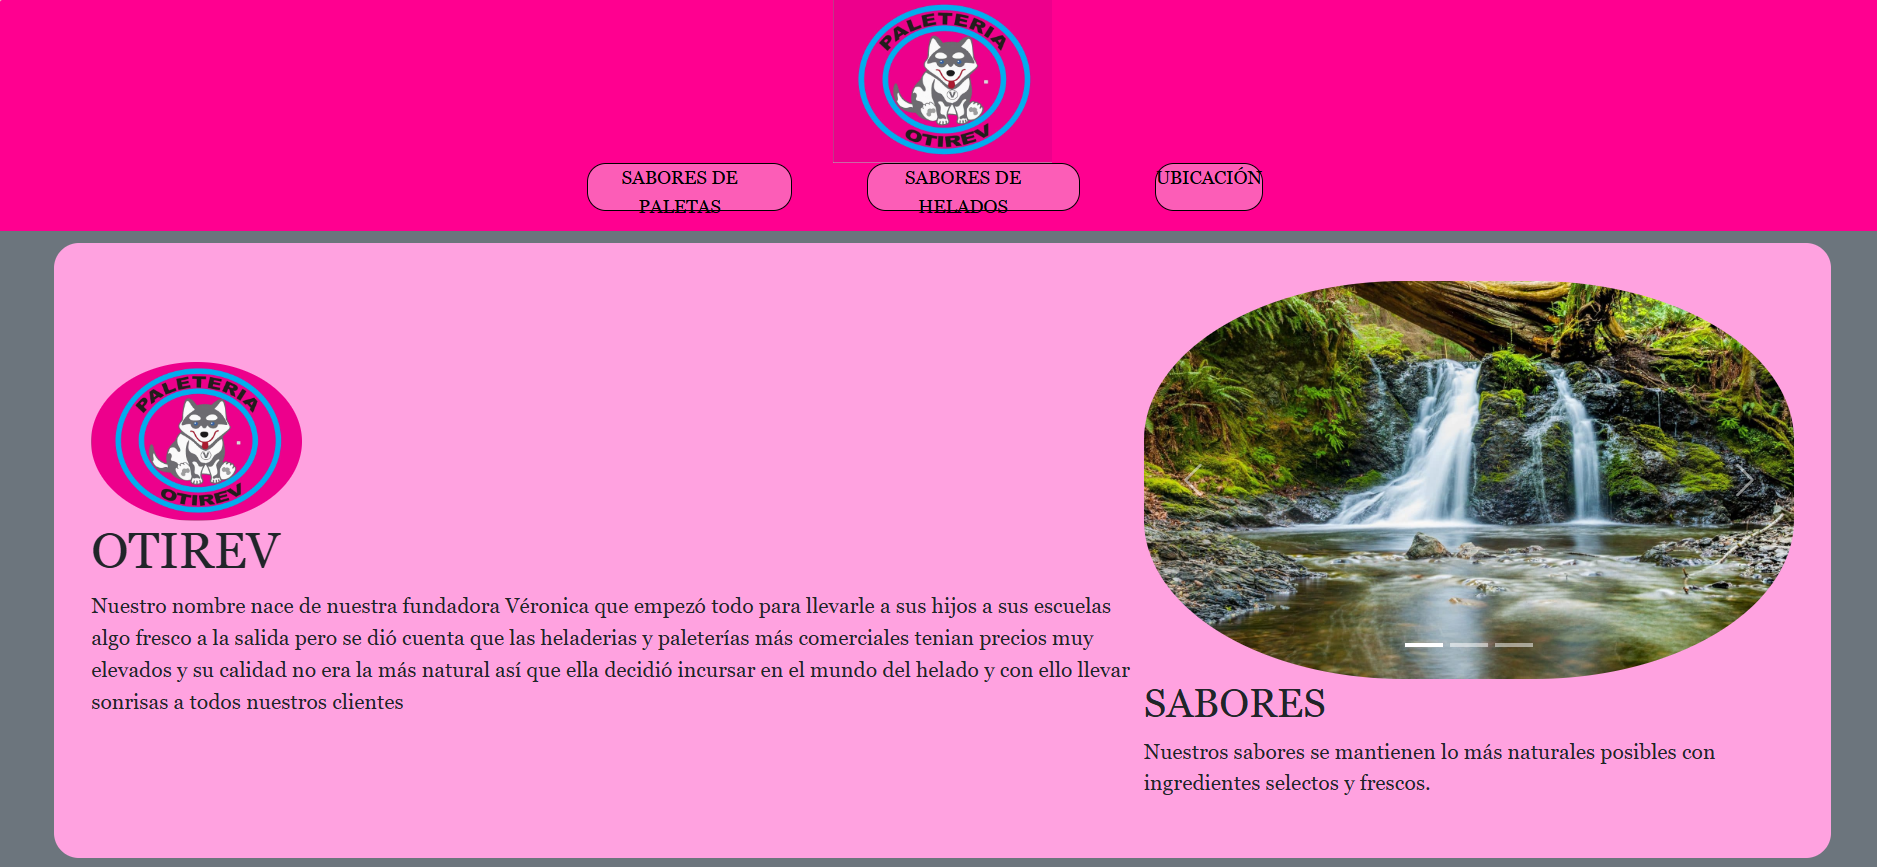 PALETERIA
OTIREV
SABORES DE
PALETAS
SABORES DE
HELADOS
UBICACIÓN
PALETERIA
OTIREV
OTIREV
Nuestro nombre nace de nuestra fundadora Véronica que empezó todo para llevarle a sus hijos a sus escuelas
algo fresco a la salida pero se dió cuenta que las heladerias y paleterías más comerciales tenian precios muy
elevados y su calidad no era la más natural así que ella decidió incursar en el mundo del helado y con ello llevar
sonrisas a todos nuestros clientes
SABORES
Nuestros sabores se mantienen lo más naturales posibles con
ingredientes selectos y frescos.